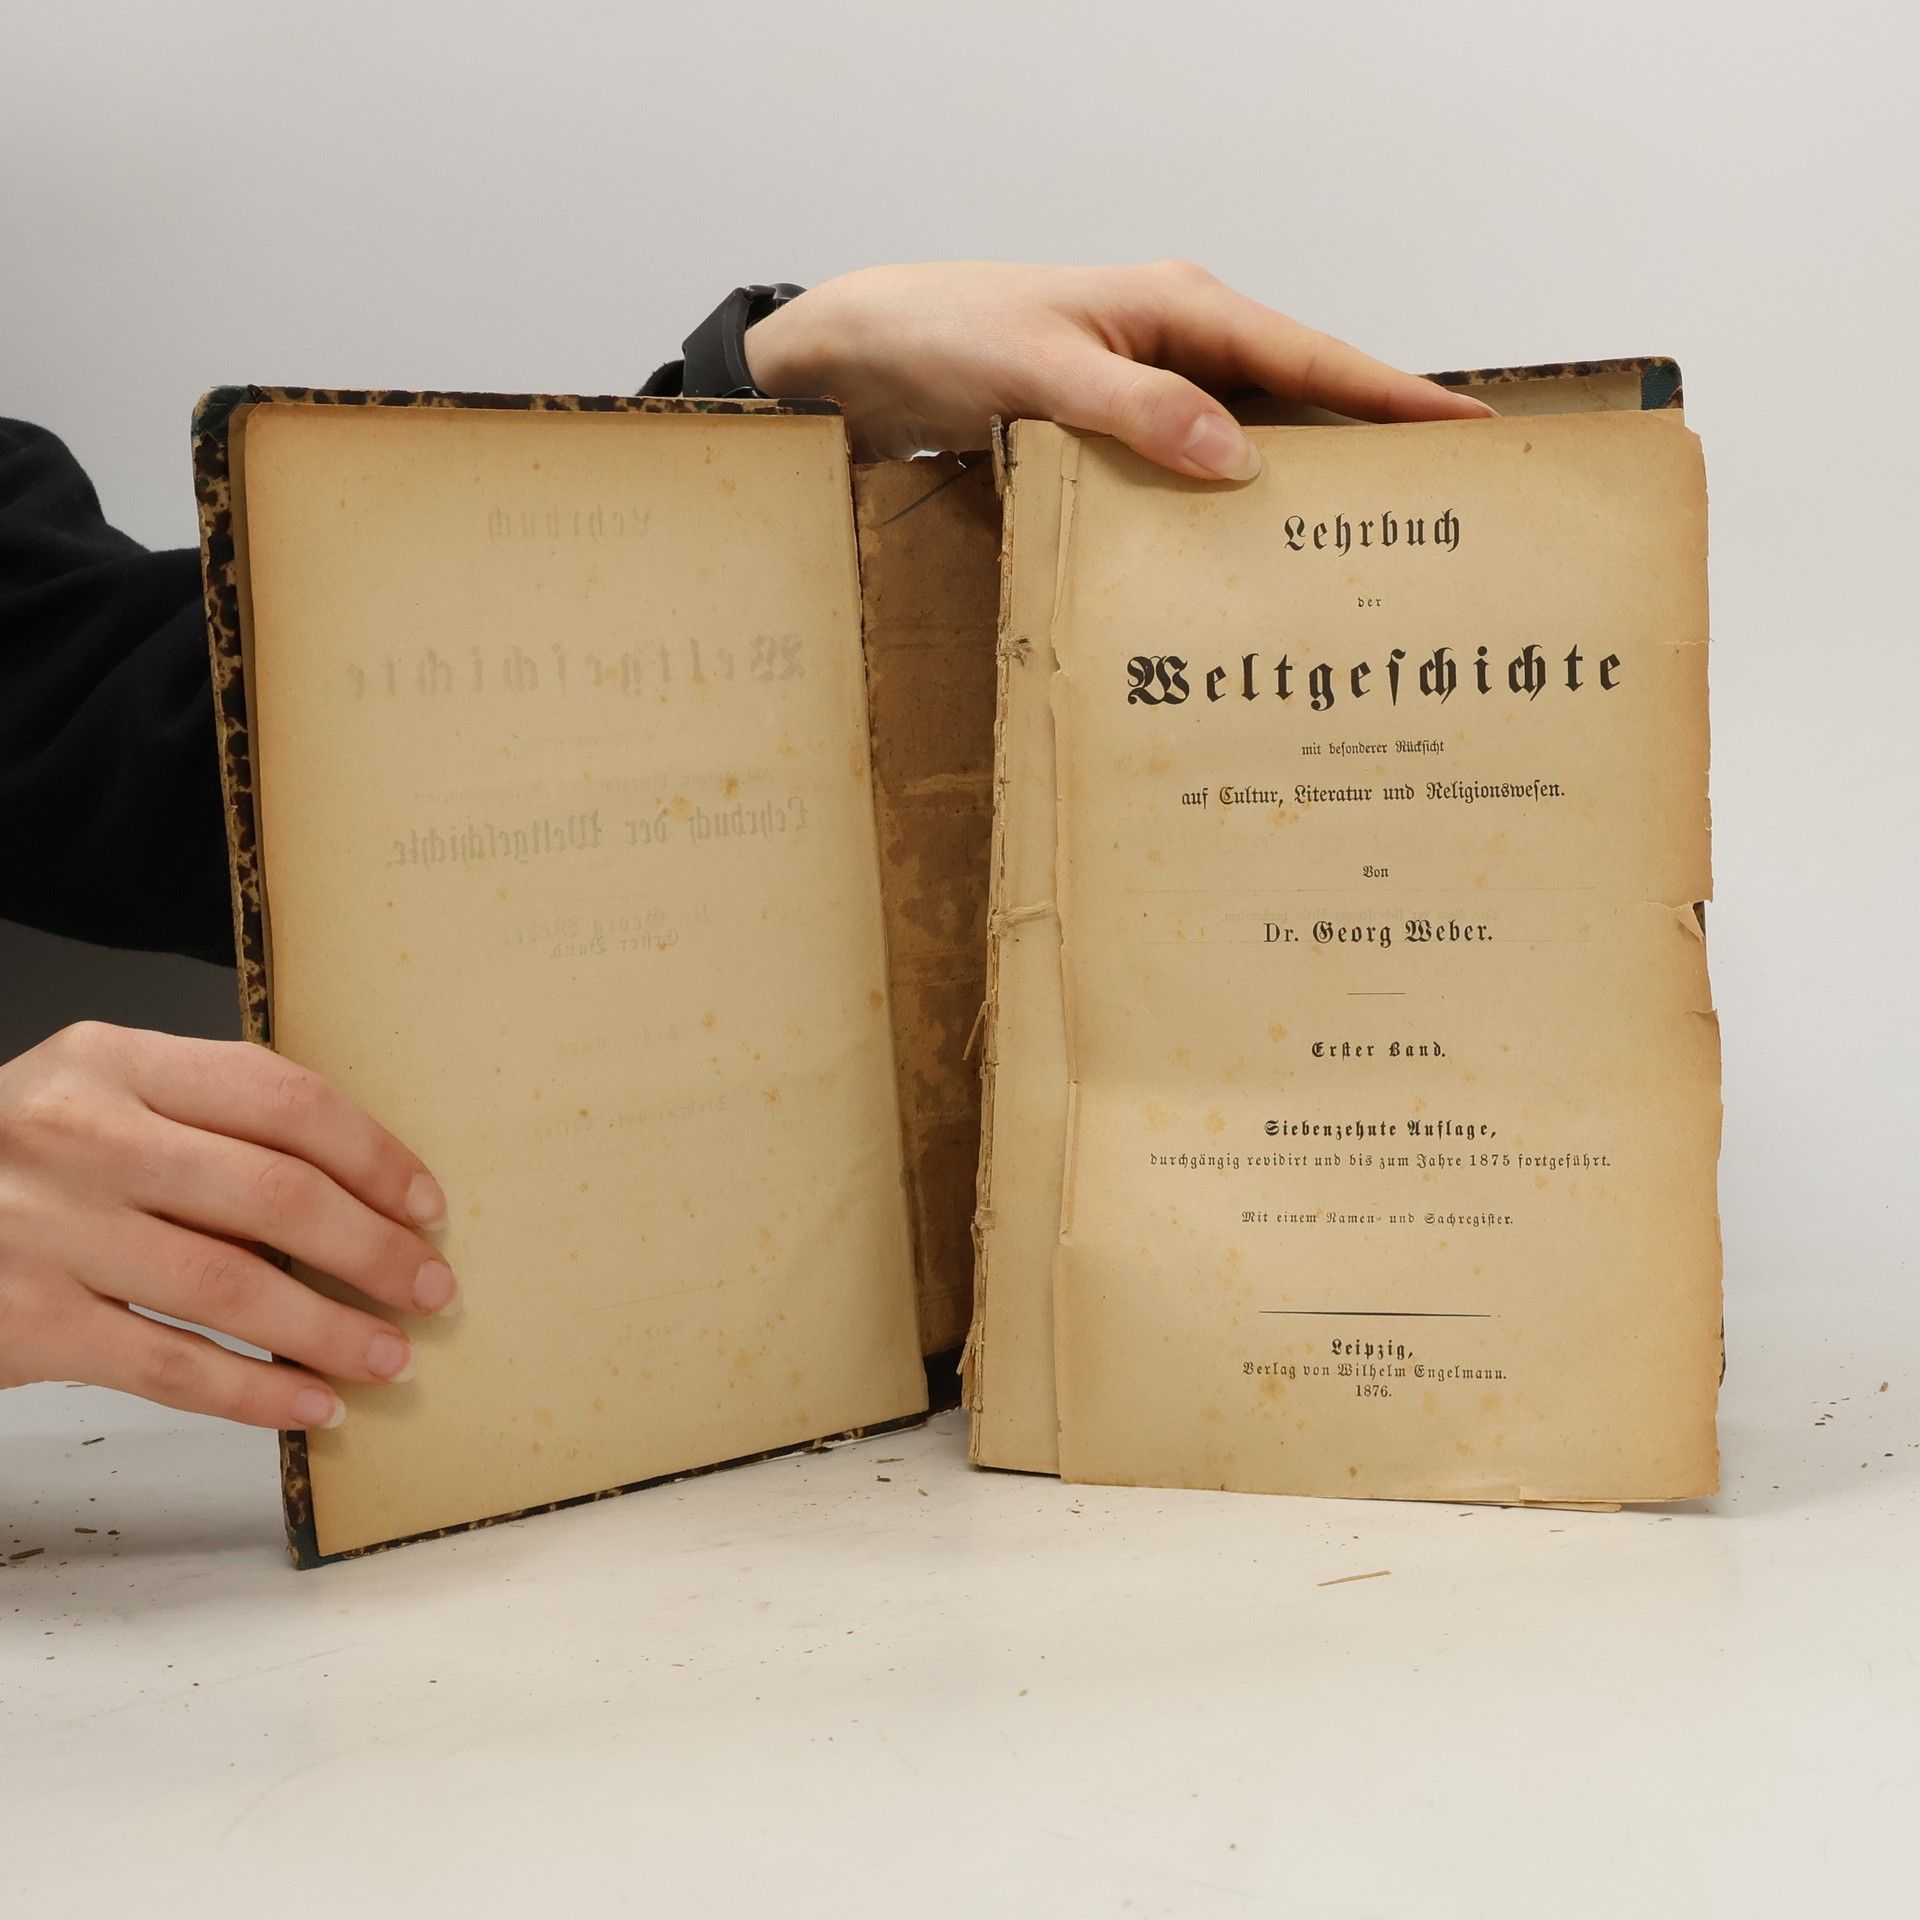 Lehrbuch
der
Weltgeschichte
mit besonderer Rücksicht
auf Cultur, Literatur und Religionswesen.
Von
Dr. Georg Weber.
Erster Band.
Siebenzehnte Auflage,
durchgängig revidirt und bis zum Jahre 1875 fortgeführt.
Mit einem Namen- und Sachregister.
Leipzig,
Verlag von Wilhelm Engelmann.
1876.